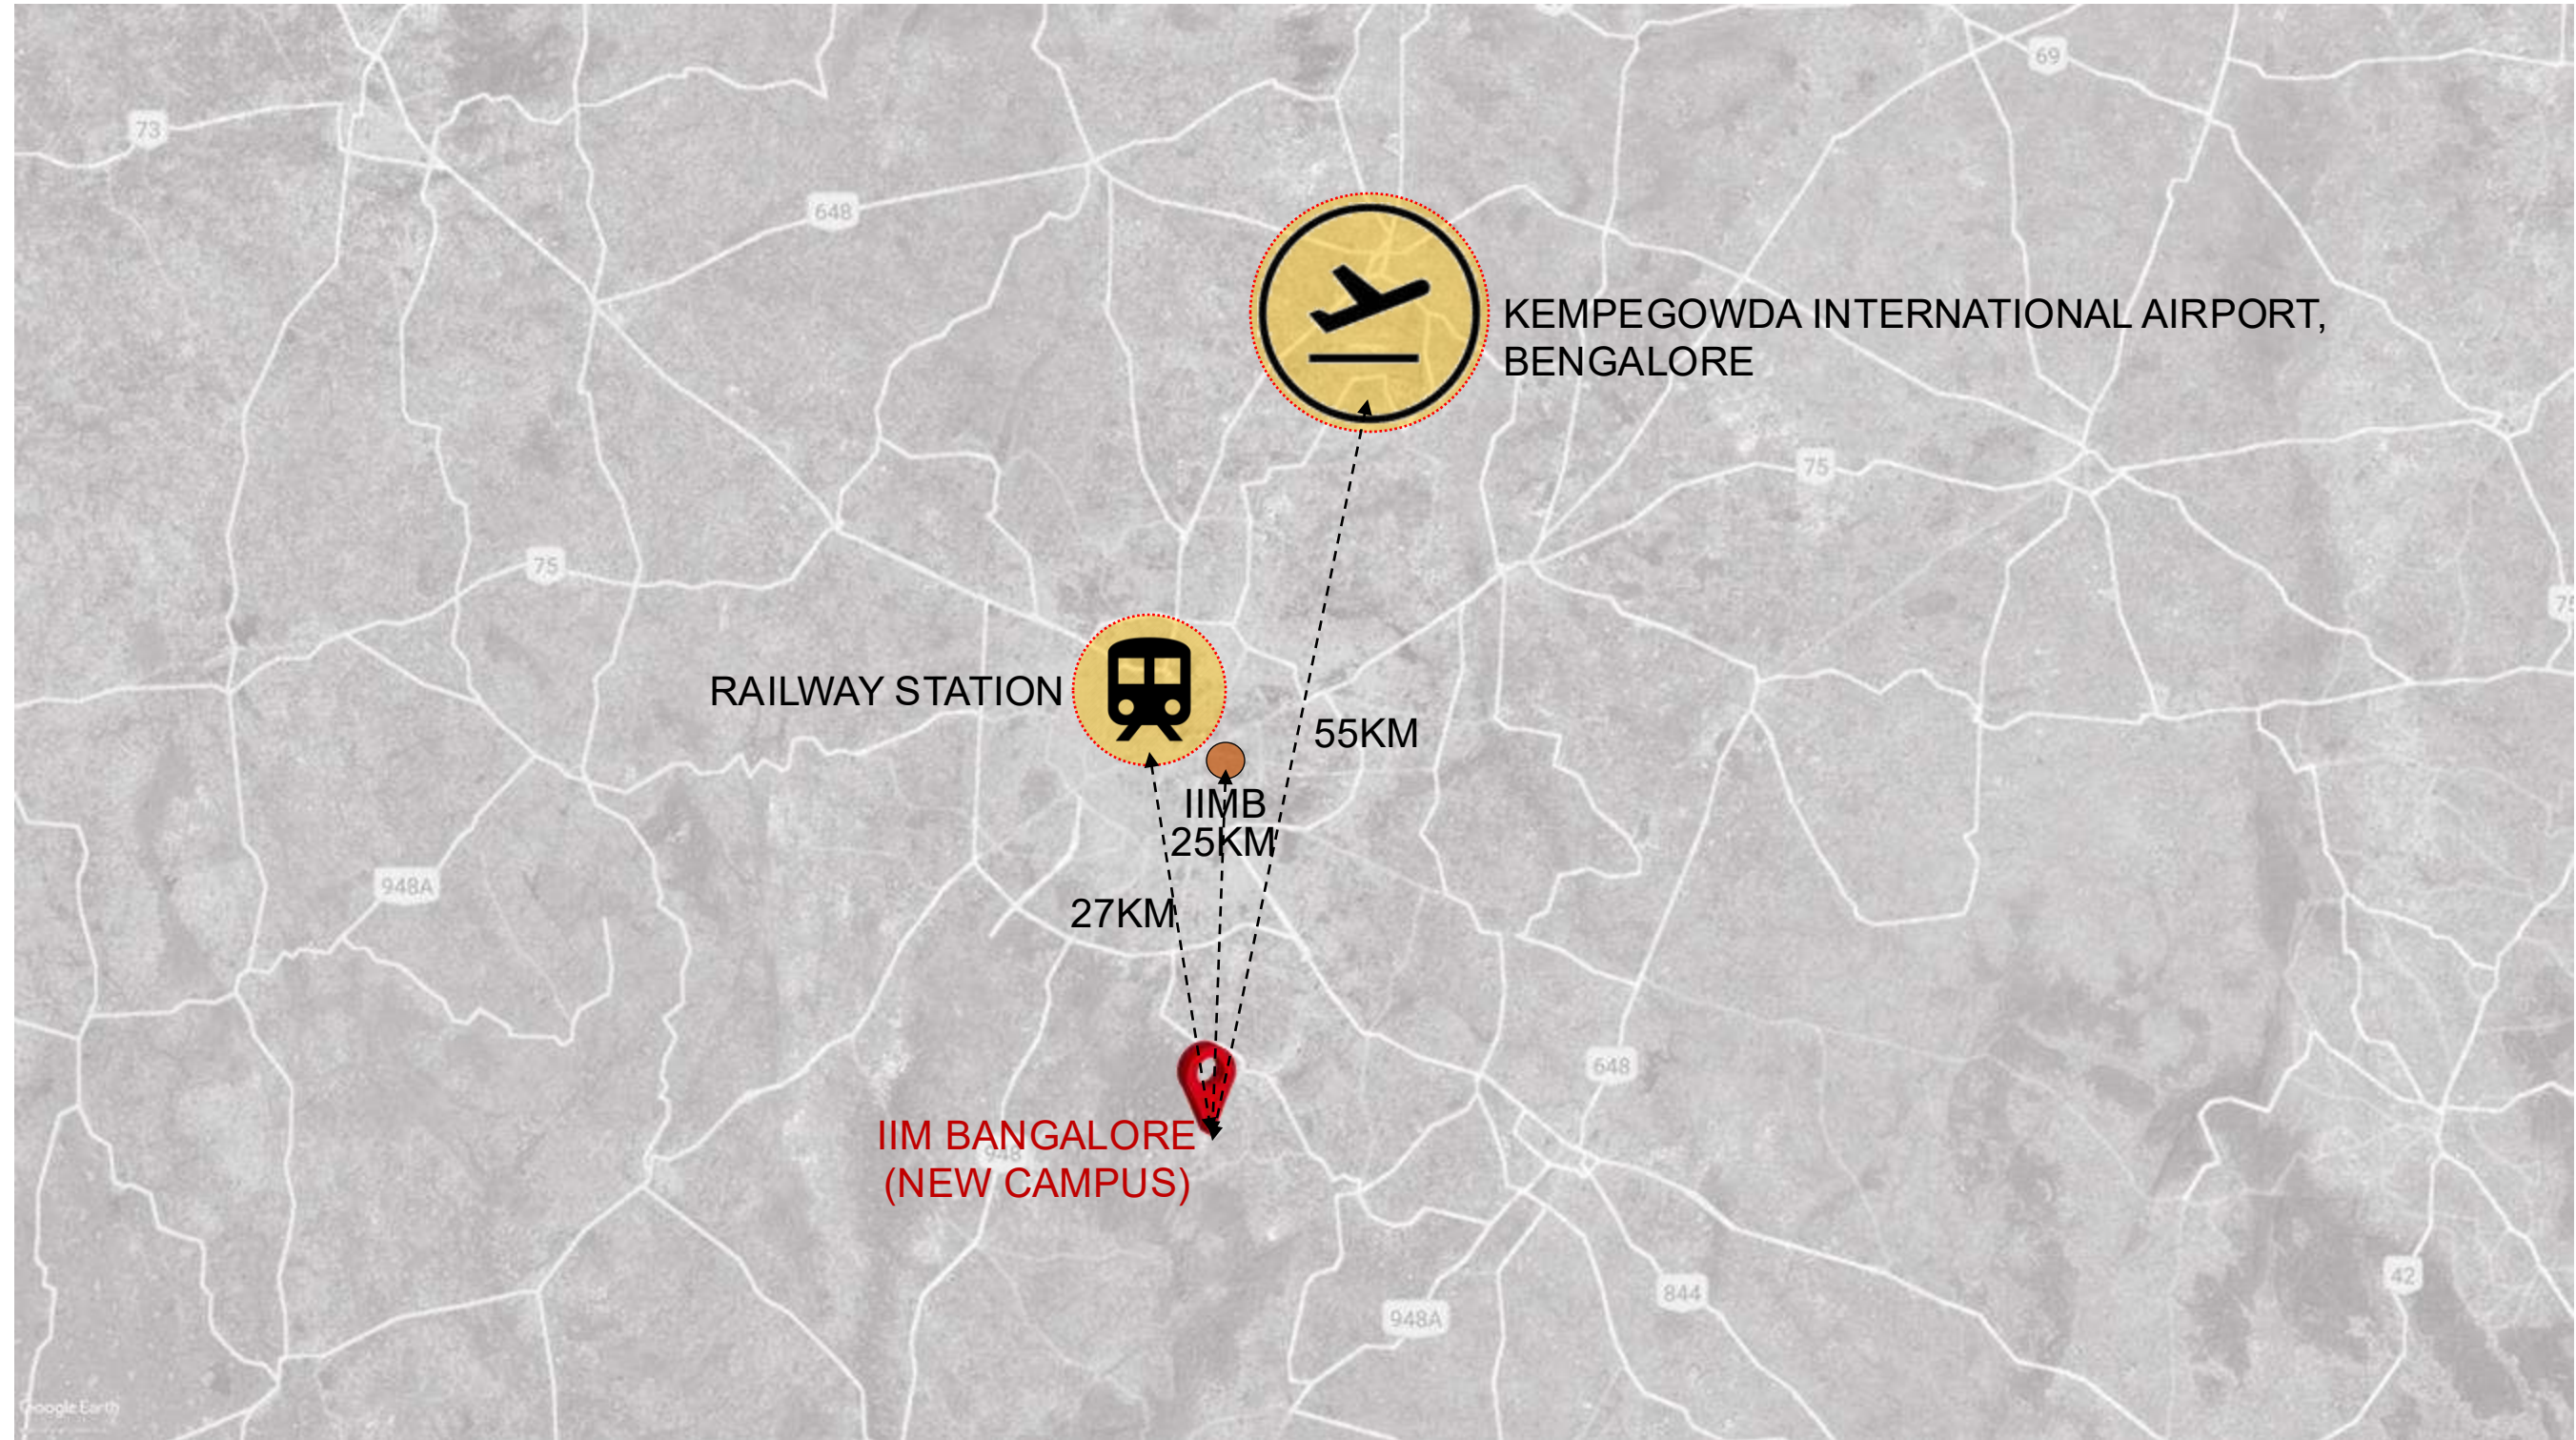 69
73
648
KEMPEGOWDA INTERNATIONAL AIRPORT,
BENGALORE
75
75
RAILWAY STATION
55KM
IIMB
25KM
948A
27KM
648
IIM BANGALORE
(NEW CAMPUS)
948
42
844
948A
Google Earth